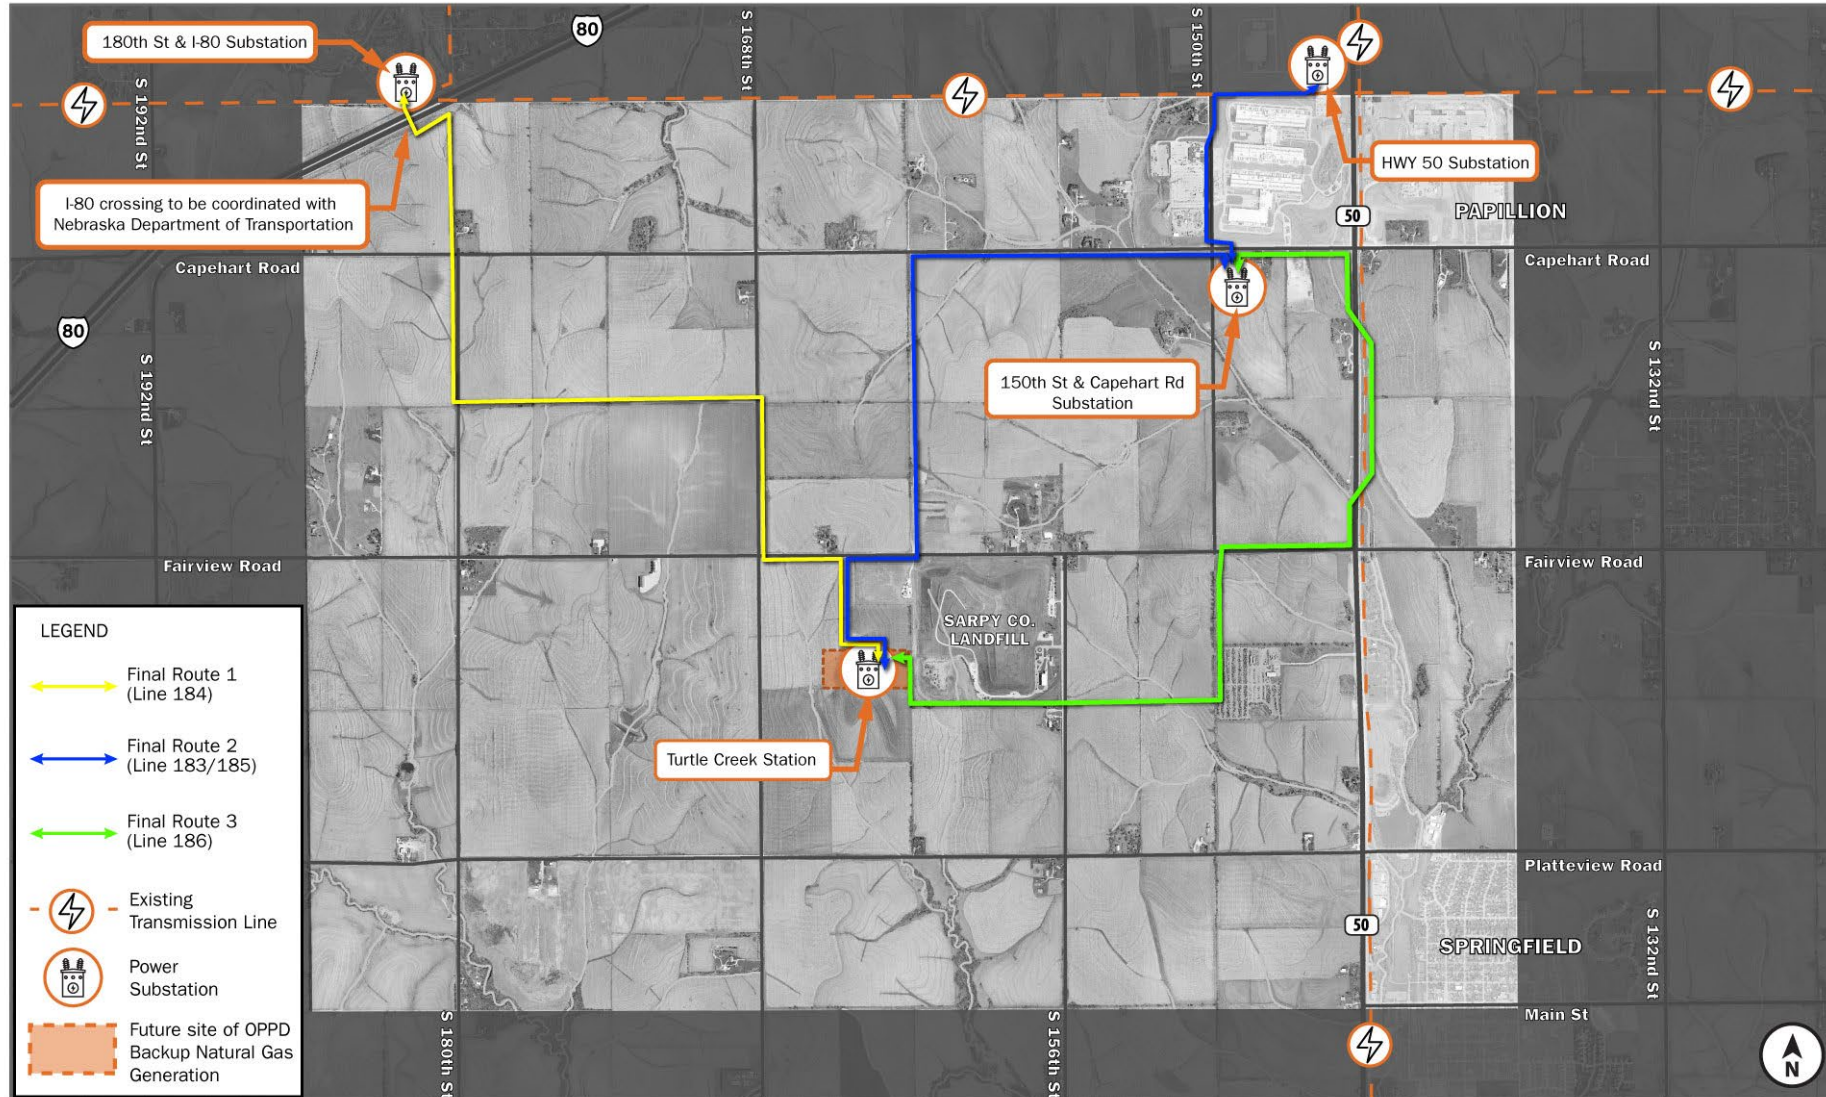 180th St & I-80 Substation
80
S 168th St
S 150th St
S 192nd St
HWY 50 Substation
I-80 crossing to be coordinated with
Nebraska Department of Transportation
50
PAPILLION
Capehart Road
Capehart Road
80
S 192nd St
150th St & Capehart Rd
Substation
S 132nd St
Fairview Road
Fairview Road
SARPY CO.
LANDFILL
Turtle Creek Station
LEGEND
Final Route 1
(Line 184)
Final Route 2
(Line 183/185)
Final Route 3
(Line 186)
Existing
Transmission Line
Power
Substation
Future site of OPPD
Backup Natural Gas
Generation
Platteview Road
50
SPRINGFIELD
S 132nd St
Main St
S 180th St
S 156th St
N